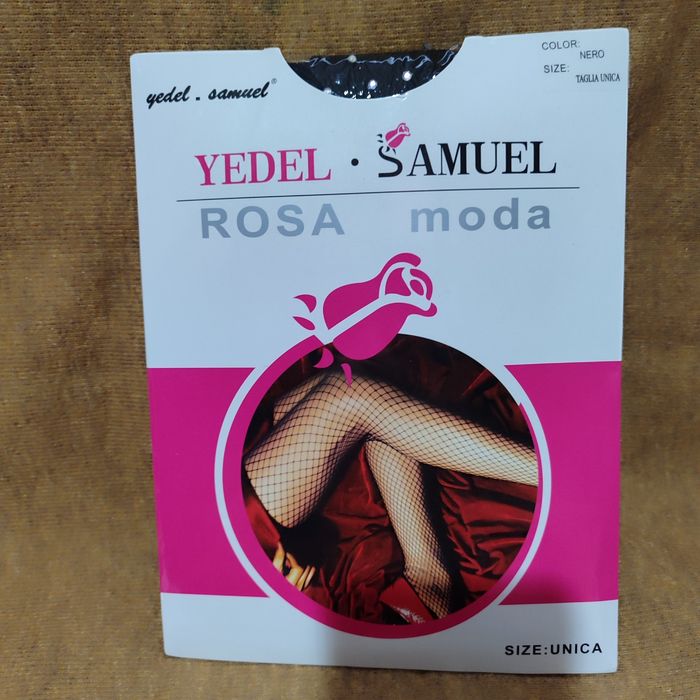 COLOR: NERO
SIZE: TAGLIA UNICA
yedel . samuel®
YEDEL · SAMUEL
ROSA moda
SIZE:UNICA